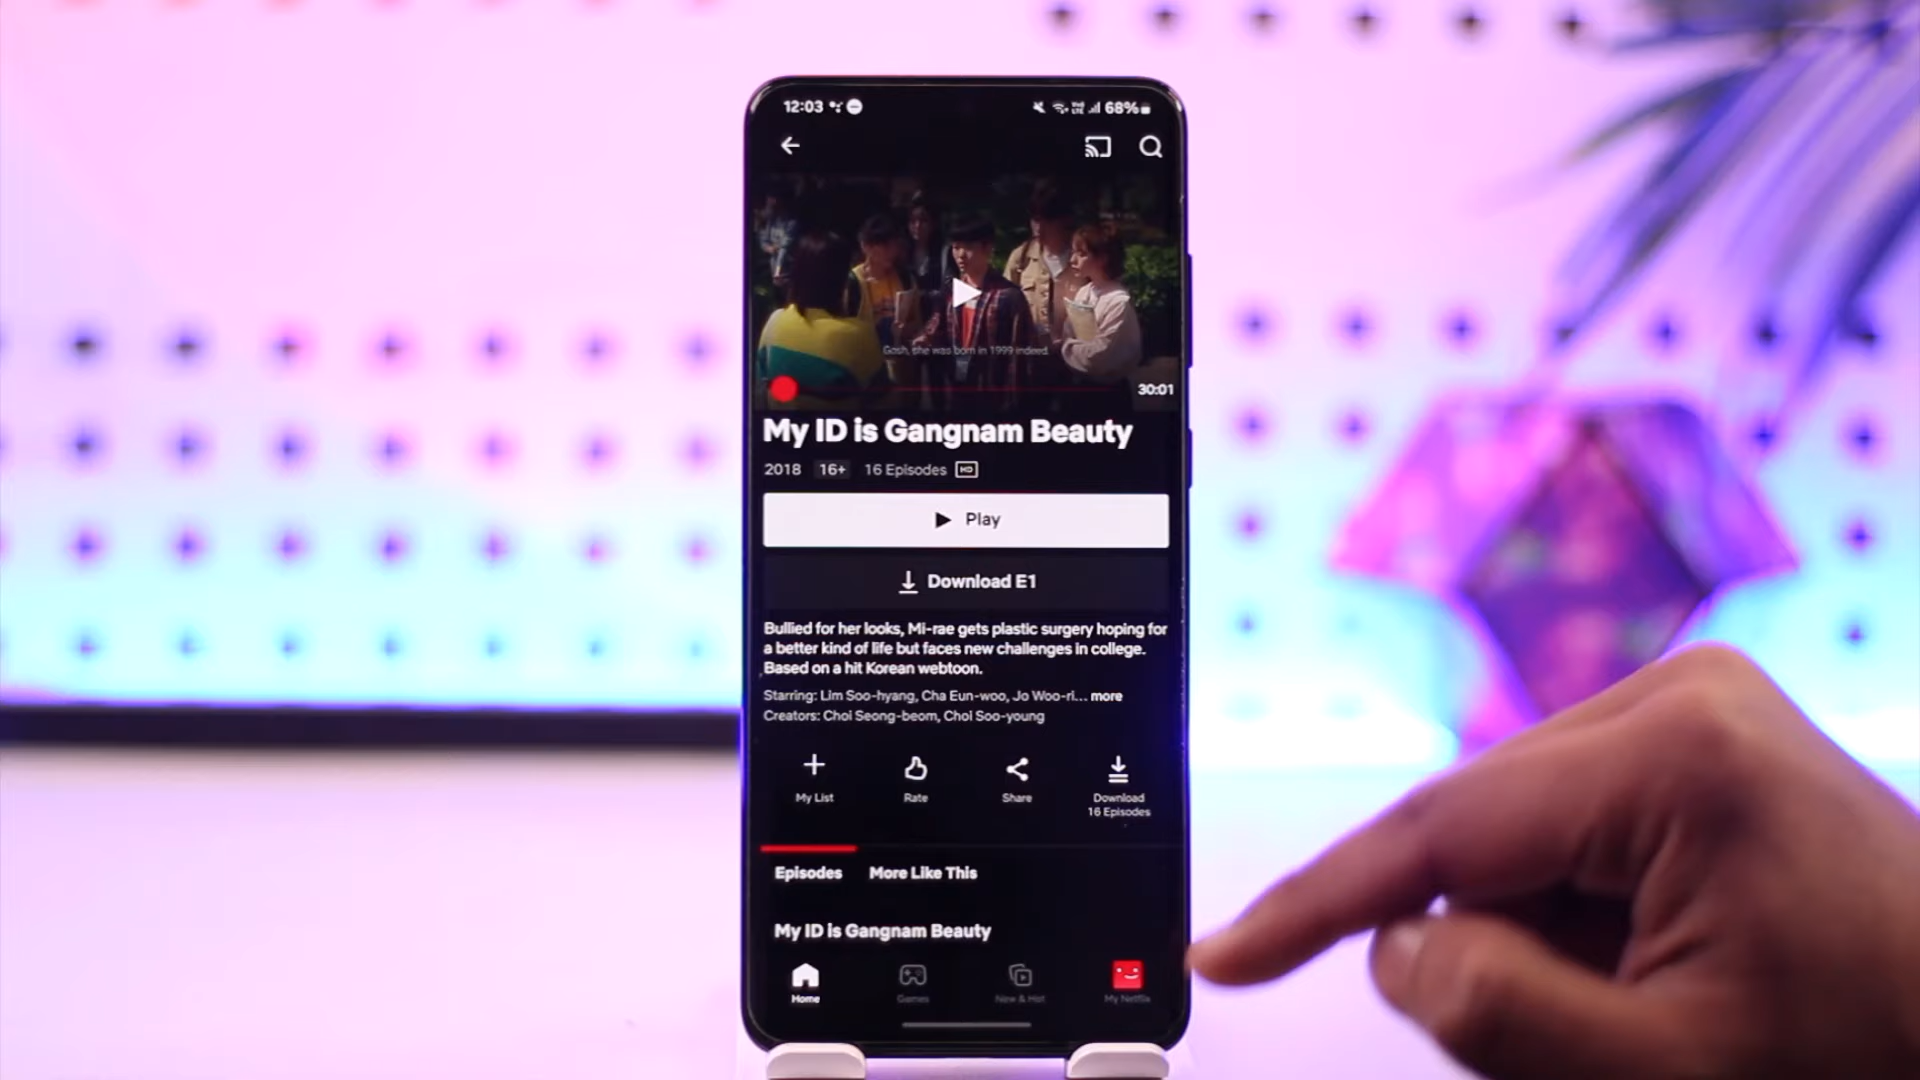 12:03
68%
Gosh, she was born in 1999 indeed.
30:01
My ID is Gangnam Beauty
2018 16+ 16 Episodes HD
Play
Download E1
Bullied for her looks, Mi-rae gets plastic surgery hoping for
a better kind of life but faces new challenges in college.
Based on a hit Korean webtoon.
Starring: Lim Soo-hyang, Cha Eun-woo, Jo Woo-ri... more
Creators: Choi Seong-beom, Choi Soo-young
My List
Rate
Share
Download
16 Episodes
Episodes
More Like This
My ID is Gangnam Beauty
Home
Games
New & Hot
My Netflix